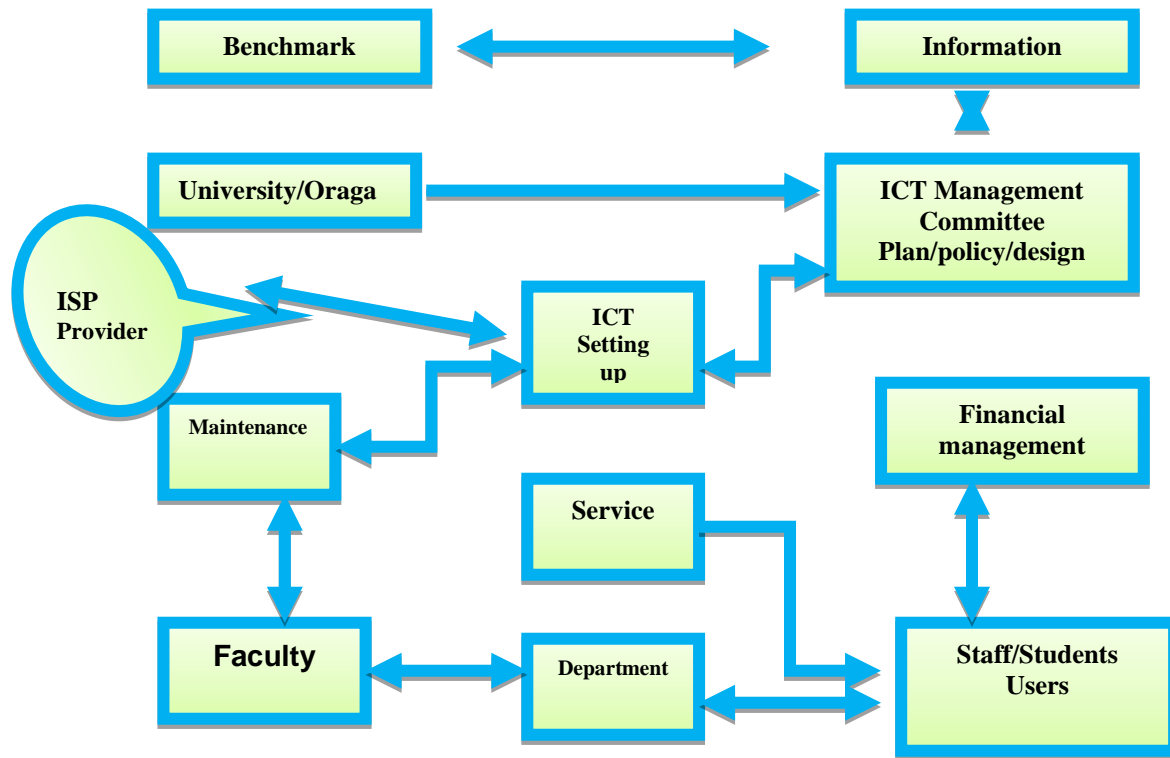 Benchmark
Information
University/Oraga
ICT Management
Committee
Plan/policy/design
ISP
Provider
ICT
Setting
up
Maintenance
Financial
management
Service
Faculty
Department
Staff/Students
Users